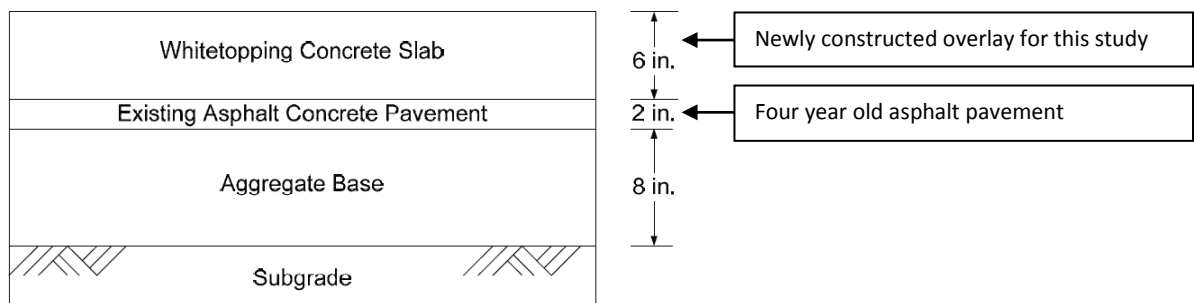 Whitetopping Concrete Slab
6 in.
Newly constructed overlay for this study
Existing Asphalt Concrete Pavement
2 in.
Four year old asphalt pavement
Aggregate Base
8 in.
Subgrade